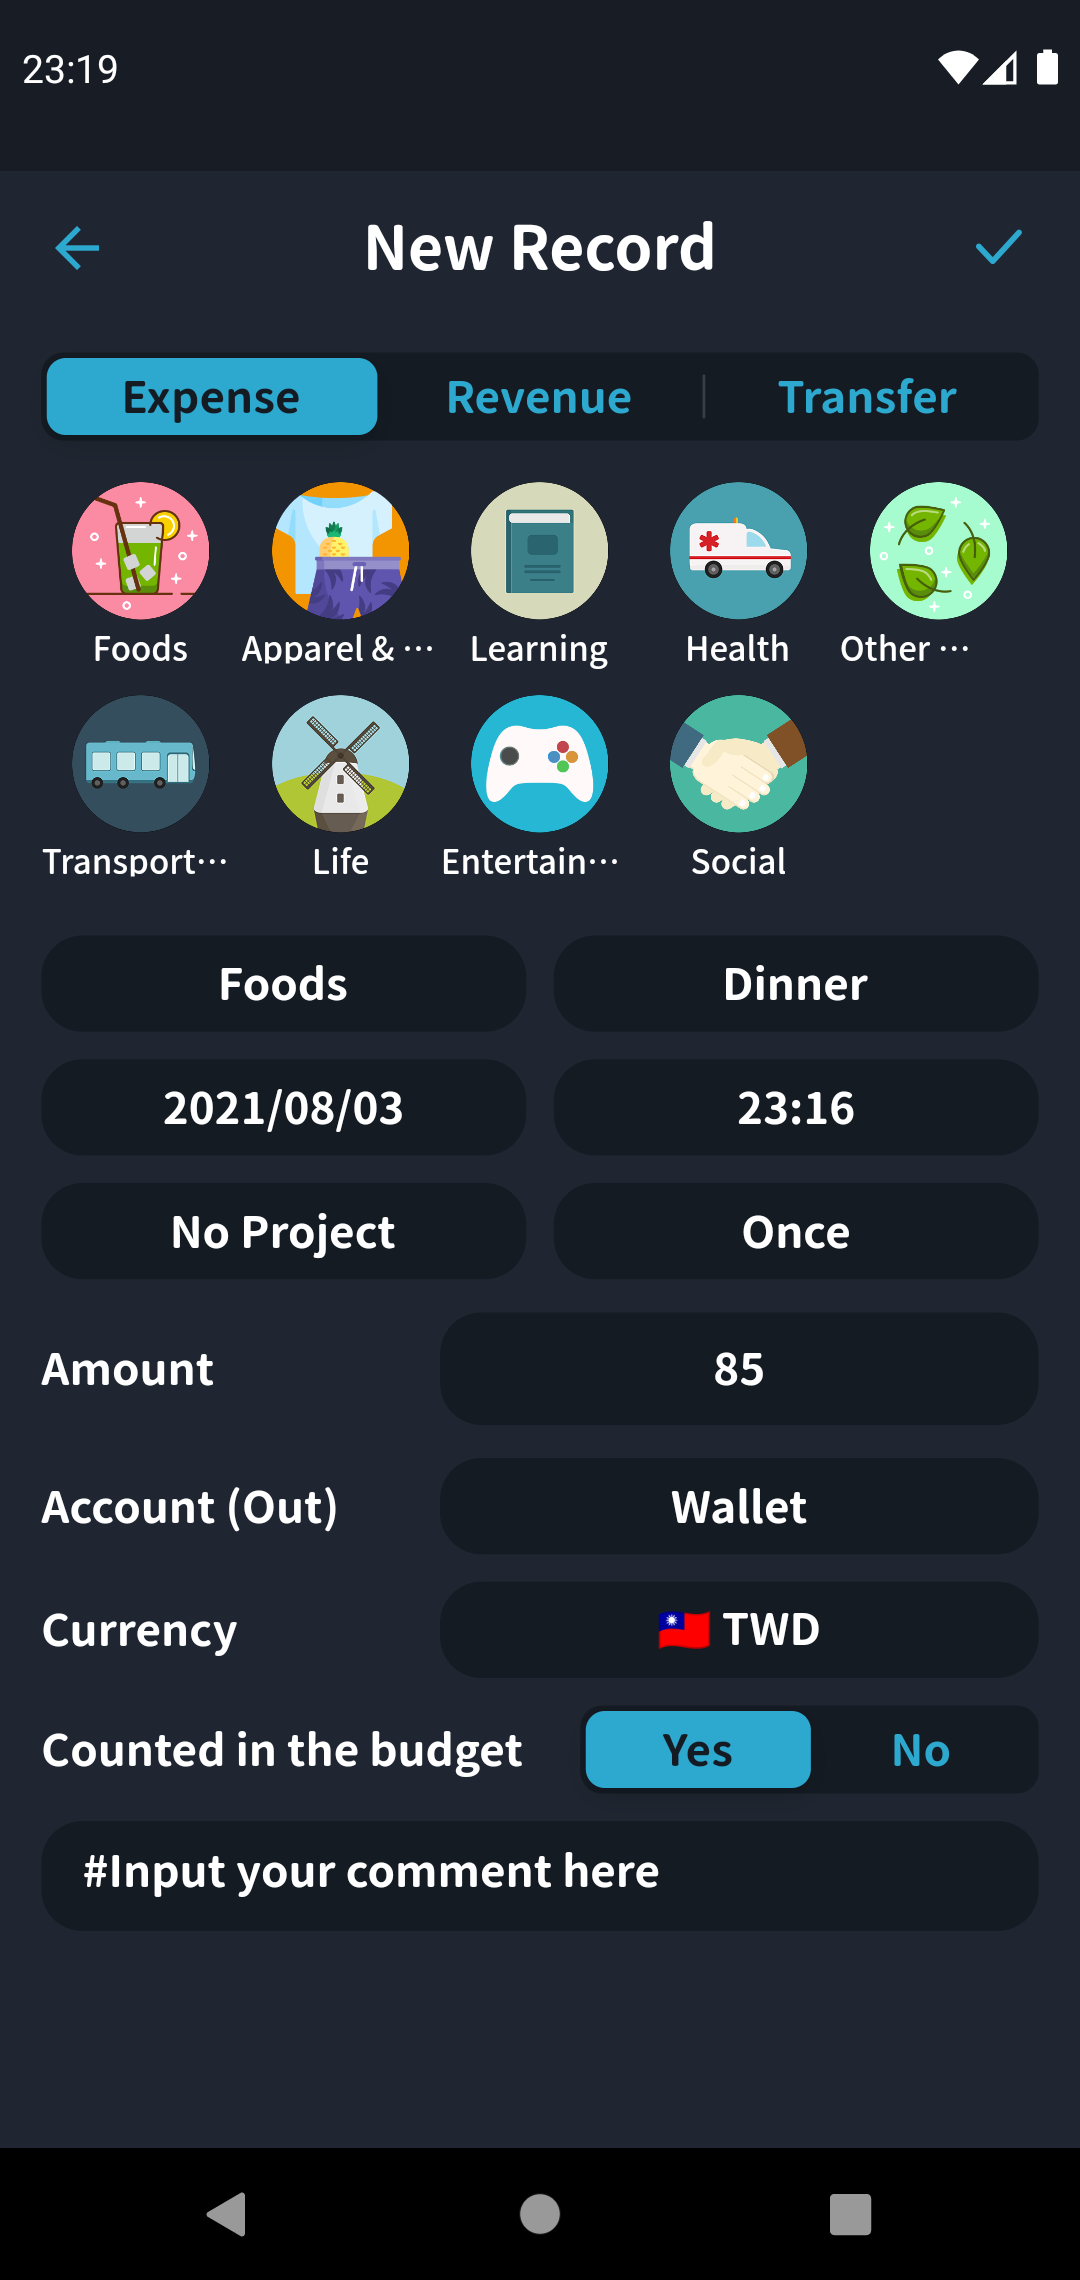 23:19
New Record
Expense Revenue Transfer
Foods Apparel & ··· Learning Health Other ···
Transport··· Life Entertain··· Social
Foods Dinner
2021/08/03 23:16
No Project Once
Amount 85
Account (Out) Wallet
Currency 🇹🇼 TWD
Counted in the budget Yes No
#Input your comment here